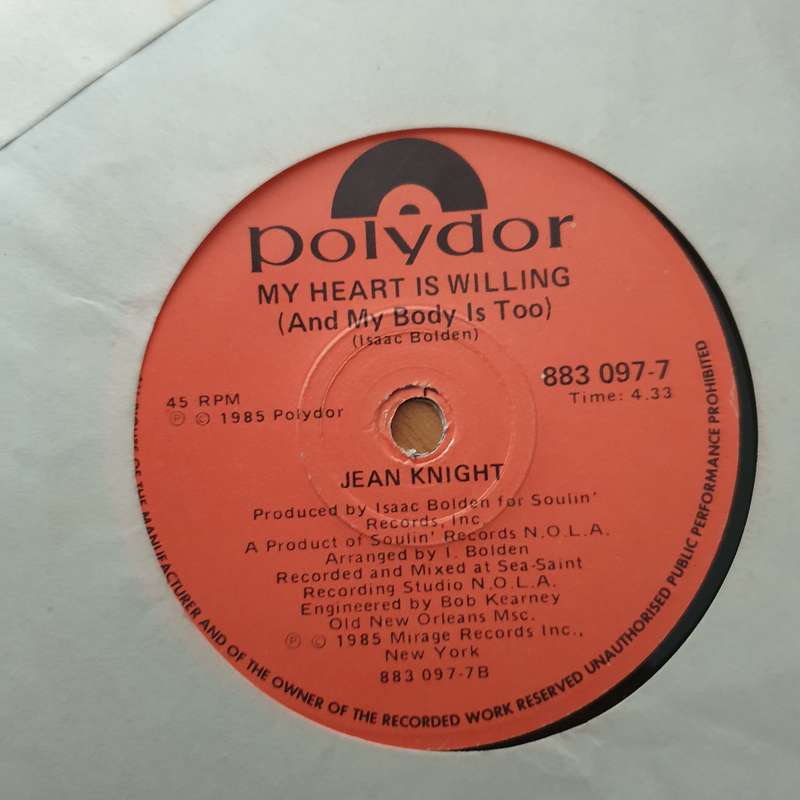 polydor
MY HEART IS WILLING
(And My Body Is Too)
(Isaac Bolden)
883 097-7
Time: 4.33
45 RPM
Ⓟ © 1985 Polydor
JEAN KNIGHT
Produced by Isaac Bolden for Soulin'
Records, Inc
A Product of Soulin' Records N.O.L.A.
Arranged by I. Bolden
Recorded and Mixed at Sea-Saint
Recording Studio N.O.L.A.
Engineered by Bob Kearney
Old New Orleans Msc.
Ⓟ © 1985 Mirage Records Inc.,
New York
883 097-7B
OF THE MANUFACTURER AND OF THE OWNER OF THE RECORDED WORK RESERVED UNAUTHORISED PUBLIC PERFORMANCE PROHIBITED